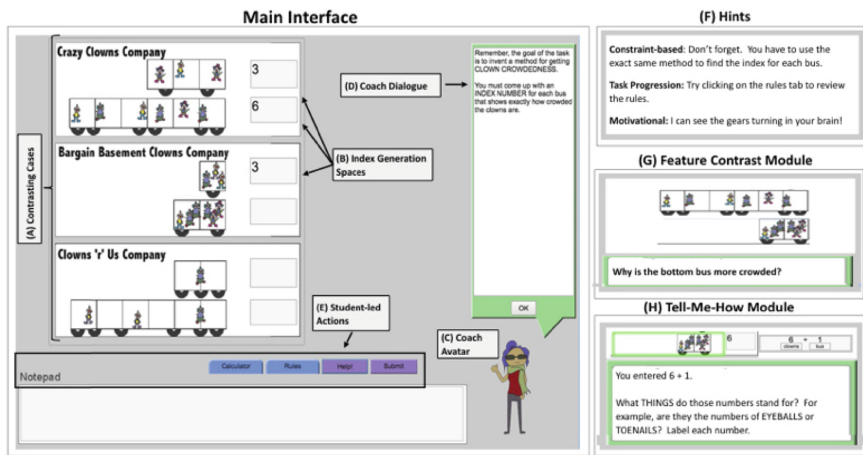 Main Interface
Crazy Clowns Company
3
6
Bargain Basement Clowns Company
3
Clowns 'r' Us Company
(A) Contrasting Cases
(B) Index Generation
Spaces
(D) Coach Dialogue
Remember, the goal of the task
is to invent a method for getting
CLOWN CROWDEDNESS.
You must come up with an
INDEX NUMBER for each bus
that shows exactly how crowded
the clowns are.
OK
(E) Student-led
Actions
(C) Coach
Avatar
Notepad
Calculator
Rules
Help!
Submit
(F) Hints
Constraint-based: Don't forget. You have to use the
exact same method to find the index for each bus.
Task Progression: Try clicking on the rules tab to review
the rules.
Motivational: I can see the gears turning in your brain!
(G) Feature Contrast Module
Why is the bottom bus more crowded?
(H) Tell-Me-How Module
6
6 + 1
clowns bus
You entered 6 + 1.
What THINGS do those numbers stand for? For
example, are they the numbers of EYEBALLS or
TOENAILS? Label each number.